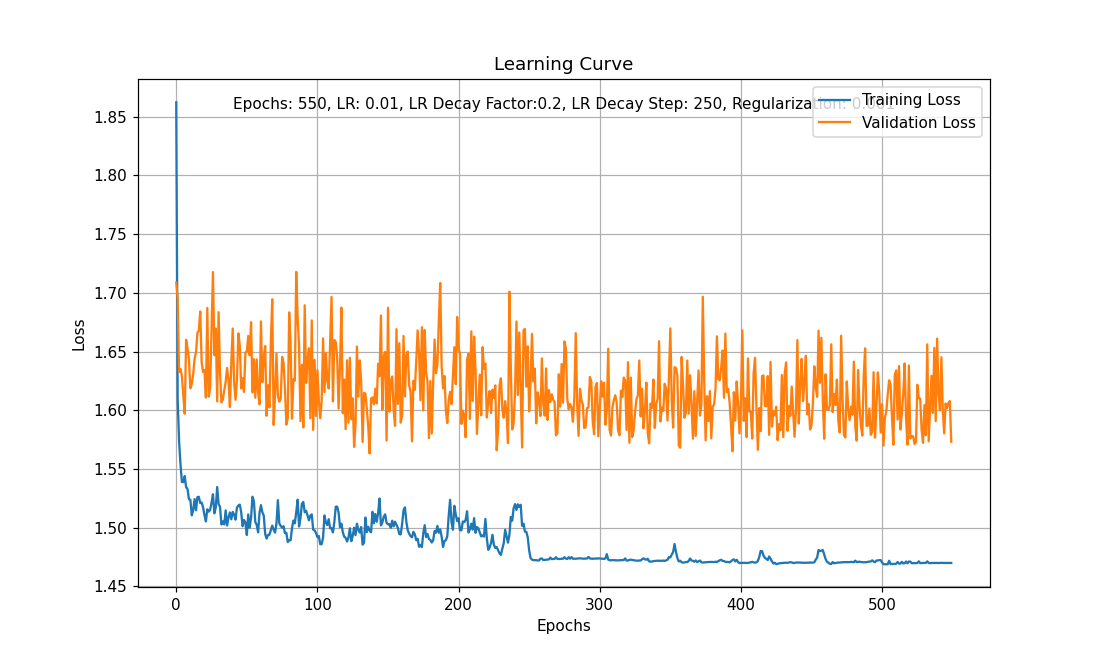 Learning Curve
Epochs: 550, LR: 0.01, LR Decay Factor:0.2, LR Decay Step: 250, Regularization: 0.001
Training Loss
Validation Loss
1.85
1.80
1.75
1.70
1.65
1.60
1.55
1.50
1.45
Loss
0
100
200
300
400
500
Epochs